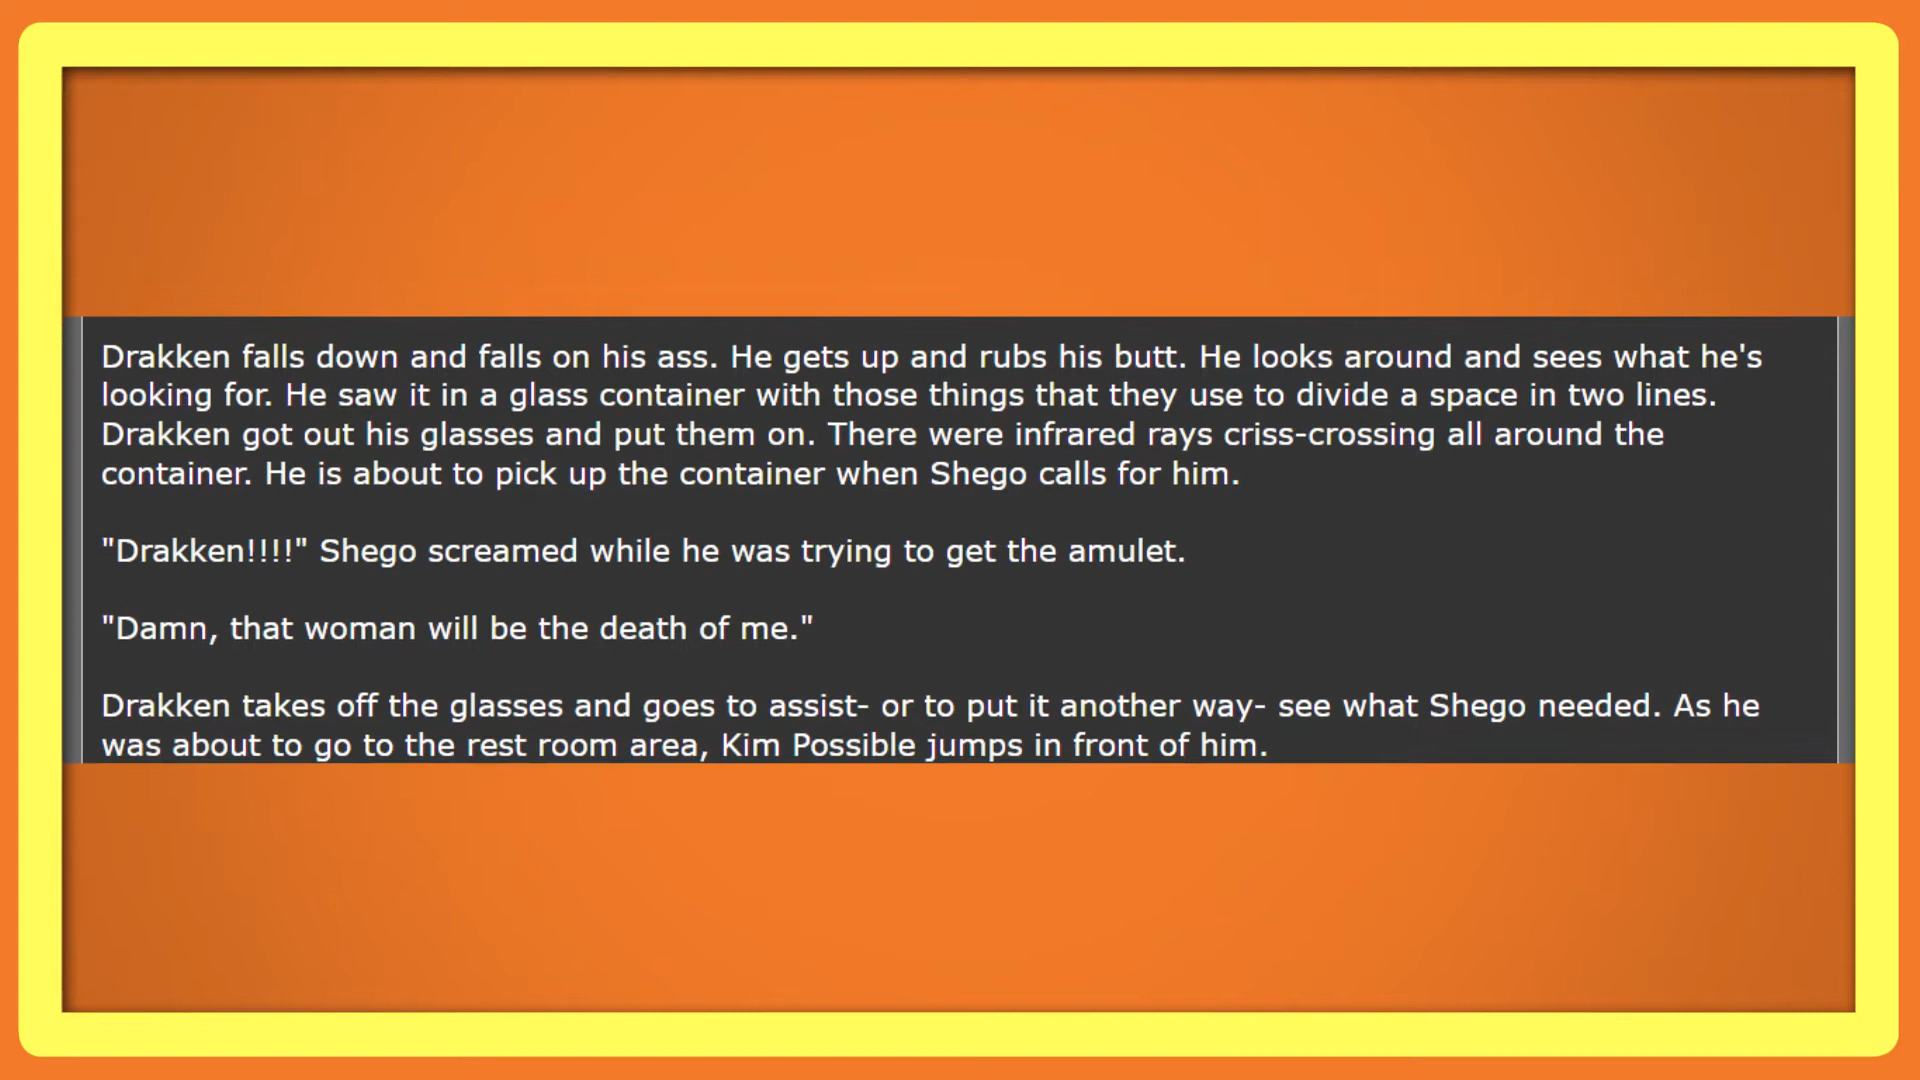 Drakken falls down and falls on his ass. He gets up and rubs his butt. He looks around and sees what he's
looking for. He saw it in a glass container with those things that they use to divide a space in two lines.
Drakken got out his glasses and put them on. There were infrared rays criss-crossing all around the
container. He is about to pick up the container when Shego calls for him.
"Drakken!!!!" Shego screamed while he was trying to get the amulet.
"Damn, that woman will be the death of me."
Drakken takes off the glasses and goes to assist- or to put it another way- see what Shego needed. As he
was about to go to the rest room area, Kim Possible jumps in front of him.